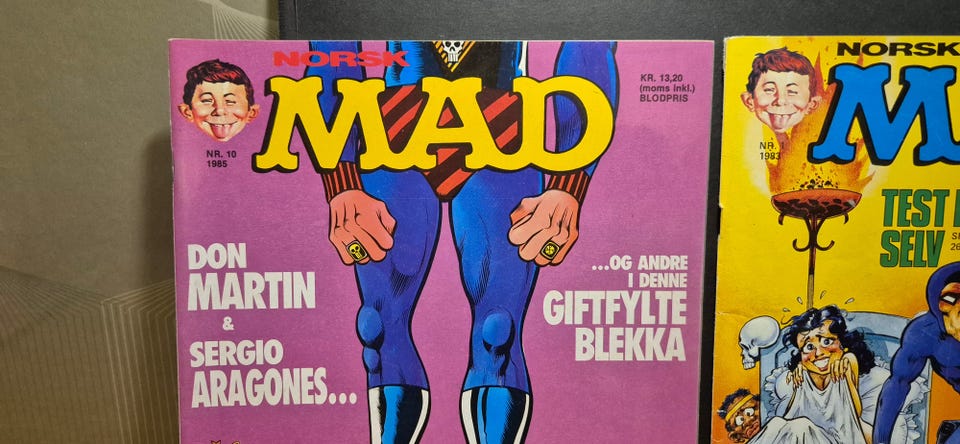 NORSK
MAD
KR. 13,20
(moms inkl.)
BLODPRIS
NR. 10
1985
DON
MARTIN
&
SERGIO
ARAGONES...
...OG ANDRE
I DENNE
GIFTFYLTE
BLEKKA
NORSK
NR. 1
1983
TEST
SELV